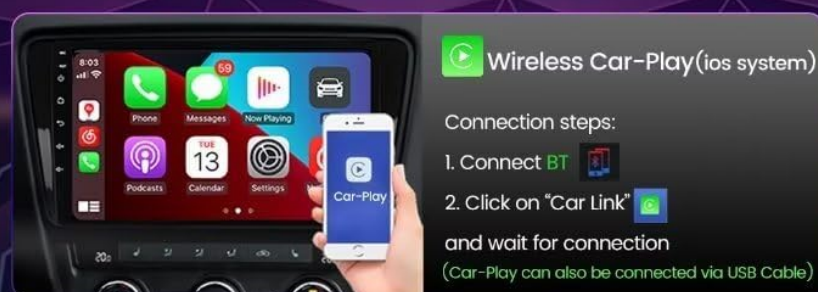 8:03
59
Phone
Messages
Now Playing
TUE
13
Podcasts
Calendar
Settings
Car-Play
20₀
Wireless Car-Play(ios system)
Connection steps:
1. Connect BT
2. Click on “Car Link”
and wait for connection
(Car-Play can also be connected via USB Cable)